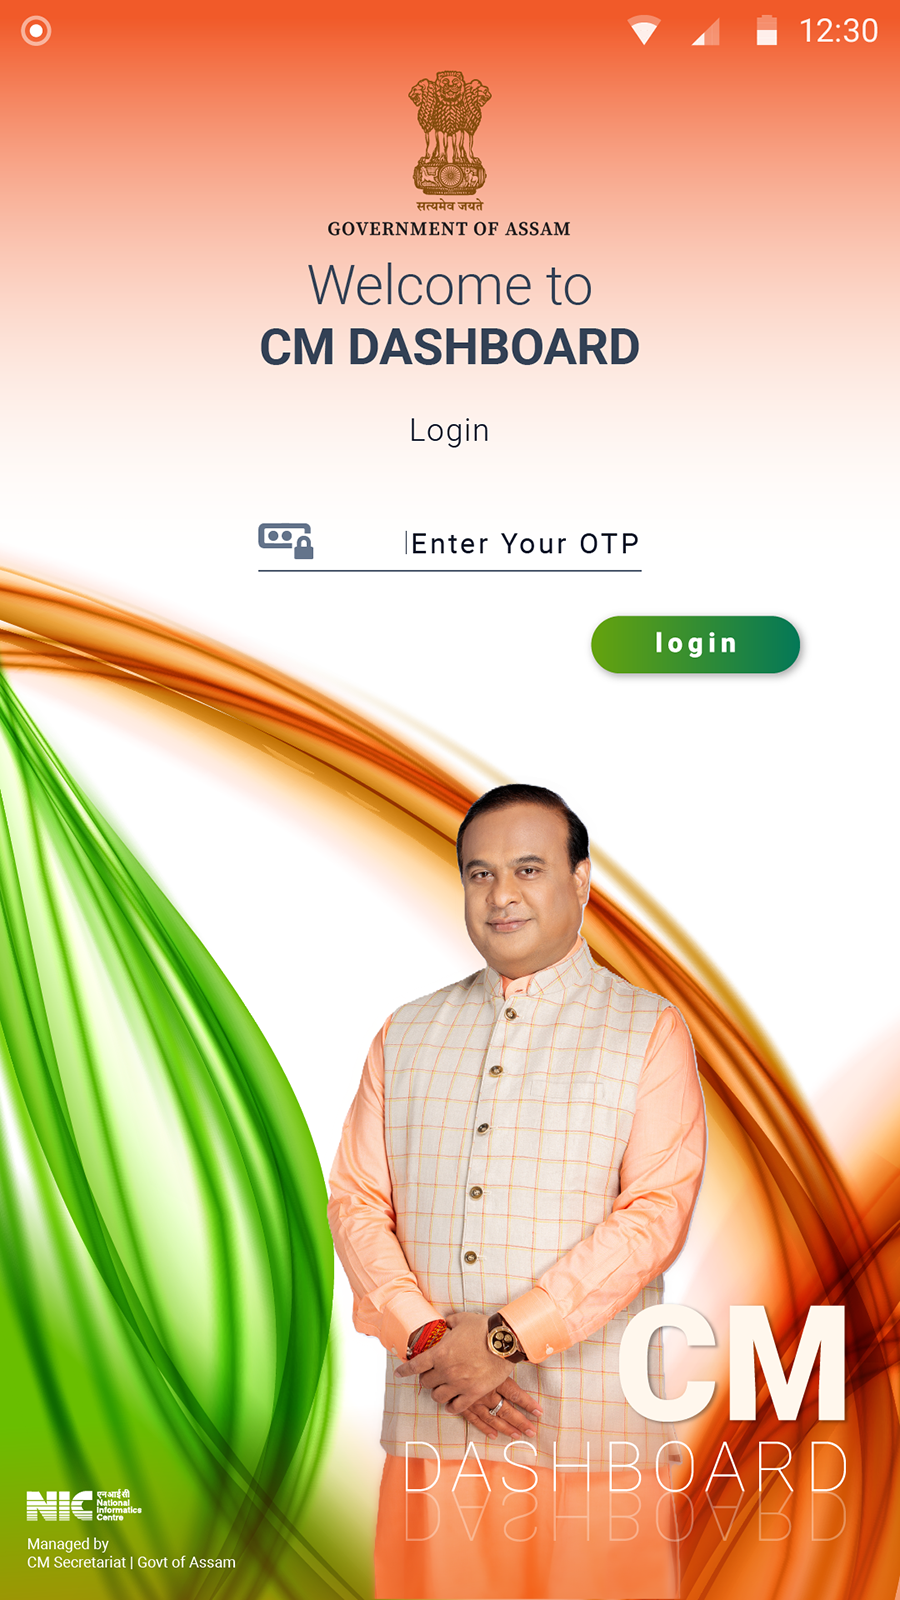 12:30
सत्यमेव जयते
GOVERNMENT OF ASSAM
Welcome to
CM DASHBOARD
Login
Enter Your OTP
login
CM
DASHBOARD
NIC
एनआईसी
National
Informatics
Centre
Managed by
CM Secretariat | Govt of Assam